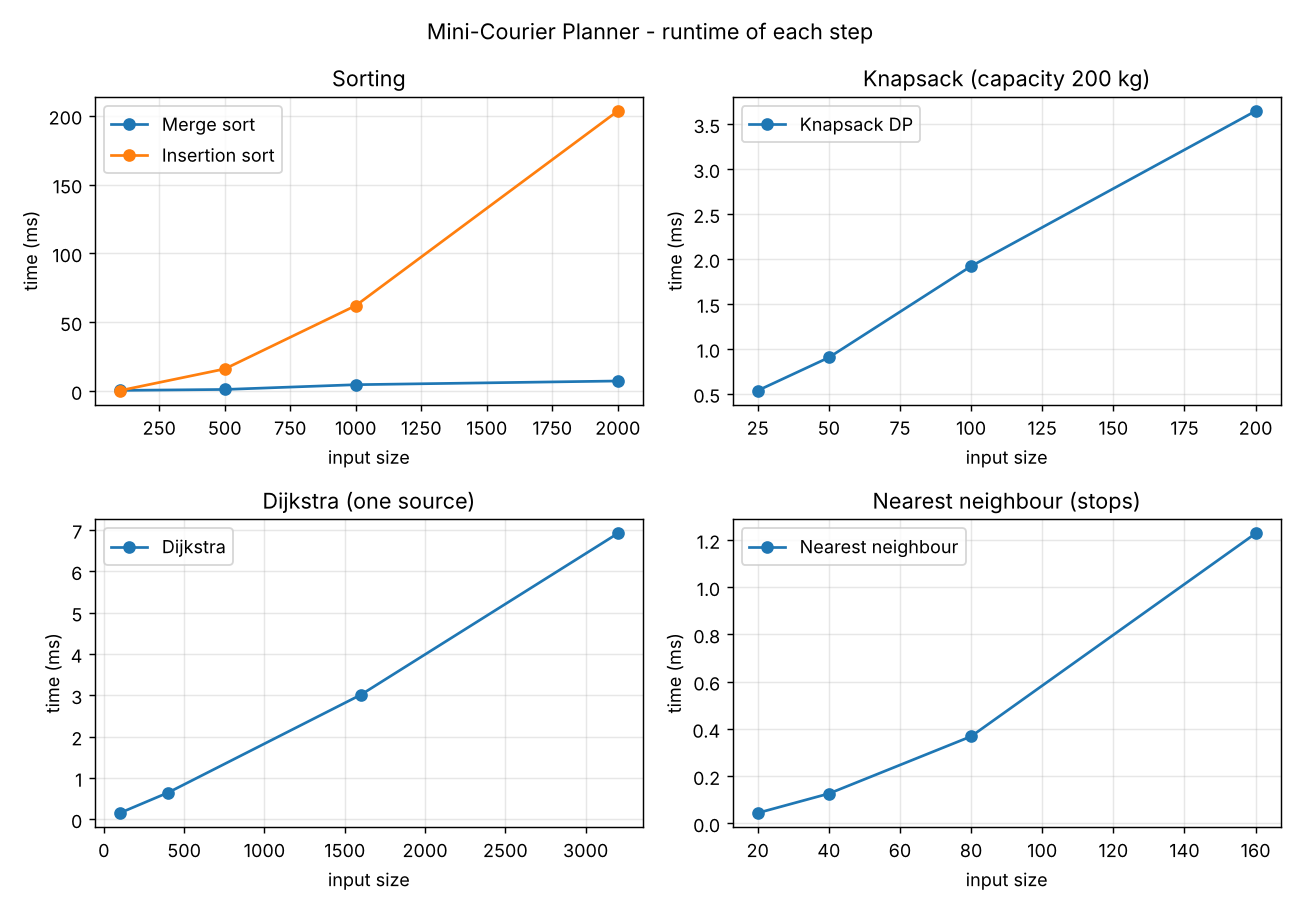 Mini-Courier Planner - runtime of each step
Sorting
Merge sort
Insertion sort
time (ms)
200
150
100
50
0
250 500 750 1000 1250 1500 1750 2000
input size
Knapsack (capacity 200 kg)
Knapsack DP
time (ms)
3.5
3.0
2.5
2.0
1.5
1.0
0.5
25 50 75 100 125 150 175 200
input size
Dijkstra (one source)
Dijkstra
time (ms)
7
6
5
4
3
2
1
0
0 500 1000 1500 2000 2500 3000
input size
Nearest neighbour (stops)
Nearest neighbour
time (ms)
1.2
1.0
0.8
0.6
0.4
0.2
0.0
20 40 60 80 100 120 140 160
input size